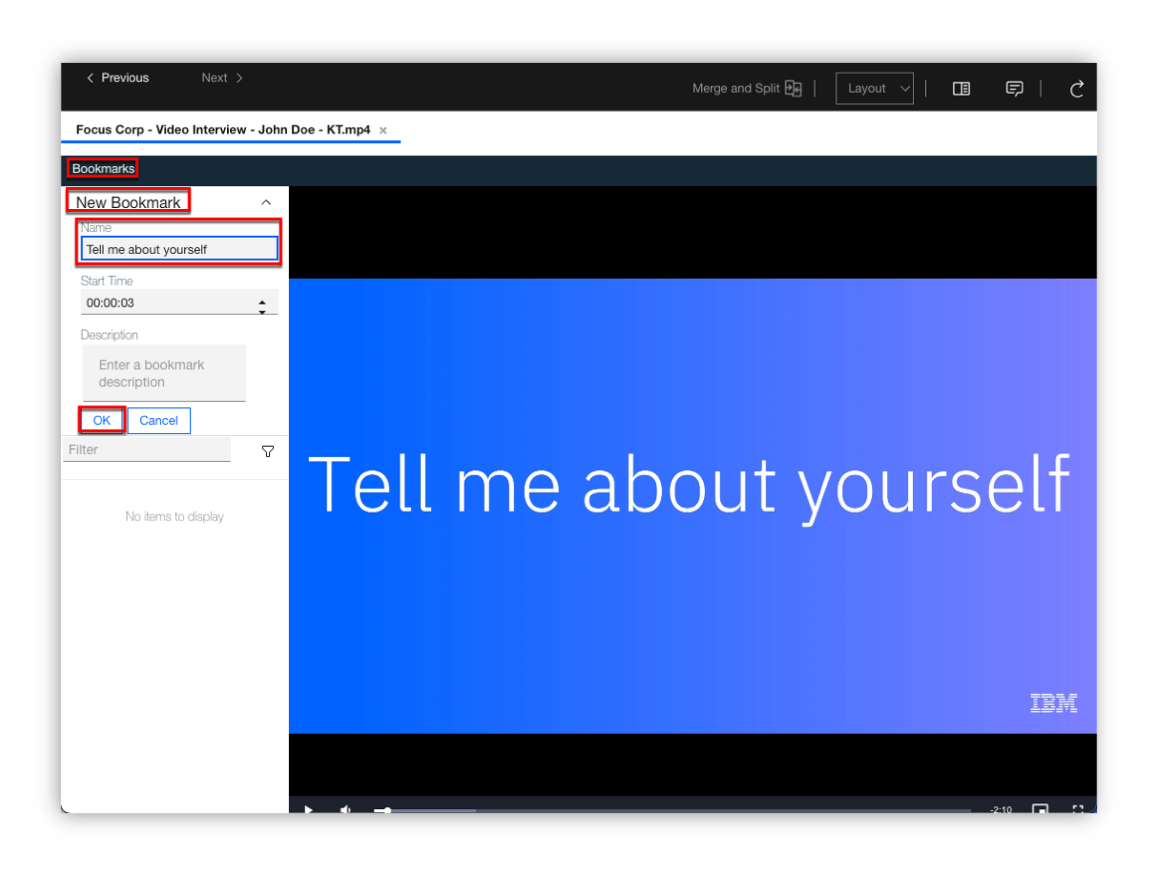 Previous Next
Merge and Split Layout
Focus Corp - Video Interview - John Doe - KT.mp4 ×
Bookmarks
New Bookmark
Name
Tell me about yourself
Start Time
00:00:03
Description
Enter a bookmark
description
OK Cancel
Filter
No items to display
Tell me about yourself
IBM
-2:10